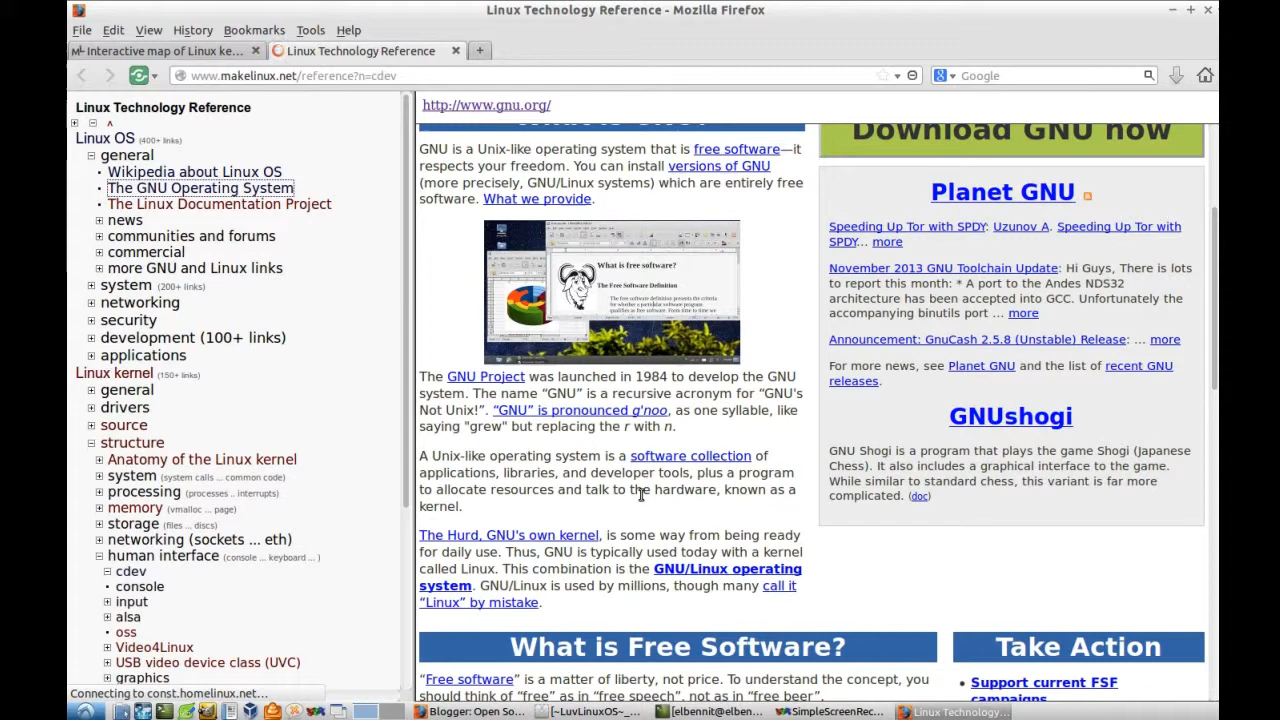 Linux Technology Reference - Mozilla Firefox
File Edit View History Bookmarks Tools Help
Interactive map of Linux ke...
Linux Technology Reference
www.makelinux.net/reference?n=cdev
Google
Linux Technology Reference
Linux OS (400+ links)
general
Wikipedia about Linux OS
The GNU Operating System
The Linux Documentation Project
news
communities and forums
commercial
more GNU and Linux links
system (200+ links)
networking
security
development (100+ links)
applications
Linux kernel (150+ links)
general
drivers
source
structure
Anatomy of the Linux kernel
system (system calls ... common code)
processing (processes .. interrupts)
memory (vmalloc ... page)
storage (files ... discs)
networking (sockets ... eth)
human interface (console ... keyboard ... )
cdev
console
input
alsa
oss
Video4Linux
USB video device class (UVC)
graphics
Connecting to const.homelinux.net...
http://www.gnu.org/
GNU is a Unix-like operating system that is free software—it
respects your freedom. You can install versions of GNU
(more precisely, GNU/Linux systems) which are entirely free
software. What we provide.
What is free software?
The Free Software Definition
The GNU Project was launched in 1984 to develop the GNU
system. The name “GNU” is a recursive acronym for “GNU's
Not Unix!”. “GNU” is pronounced g'noo, as one syllable, like
saying "grew" but replacing the r with n.
A Unix-like operating system is a software collection of
applications, libraries, and developer tools, plus a program
to allocate resources and talk to the hardware, known as a
kernel.
The Hurd, GNU's own kernel, is some way from being ready
for daily use. Thus, GNU is typically used today with a kernel
called Linux. This combination is the GNU/Linux operating
system. GNU/Linux is used by millions, though many call it
“Linux” by mistake.
What is Free Software?
“Free software” is a matter of liberty, not price. To understand the concept, you
should think of “free” as in “free speech”, not as in “free beer”.
Download GNU now
Planet GNU
Speeding Up Tor with SPDY: Uzunov A. Speeding Up Tor with
SPDY... more
November 2013 GNU Toolchain Update: Hi Guys, There is lots
to report this month: * A port to the Andes NDS32
architecture has been accepted into GCC. Unfortunately the
accompanying binutils port ... more
Announcement: GnuCash 2.5.8 (Unstable) Release: ... more
For more news, see Planet GNU and the list of recent GNU
releases.
GNUshogi
GNU Shogi is a program that plays the game Shogi (Japanese
Chess). It also includes a graphical interface to the game.
While similar to standard chess, this variant is far more
complicated. (doc)
Take Action
Support current FSF
campaigns
Blogger: Open So...
[~LuvLinuxOS~_...
[elbennit@elben...
SimpleScreenRec...
Linux Technology...